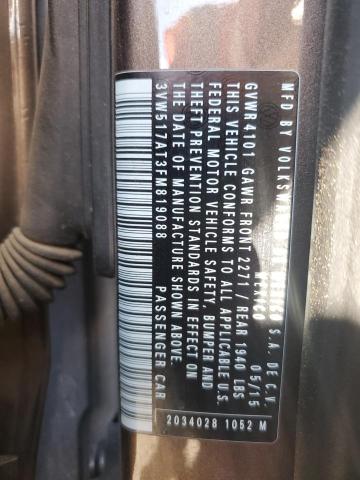 MFD BY VOLKSWAGEN DE MEXICO S.A. DE C.V.
MEXICO 05/15
GVWR 4101 GAWR FRONT 2271 / REAR 1940 LBS
THIS VEHICLE CONFORMS TO ALL APPLICABLE U.S.
FEDERAL MOTOR VEHICLE SAFETY, BUMPER AND
THEFT PREVENTION STANDARDS IN EFFECT ON
THE DATE OF MANUFACTURE SHOWN ABOVE.
3VW517AT3FM819088 PASSENGER CAR
2034028 1052 M